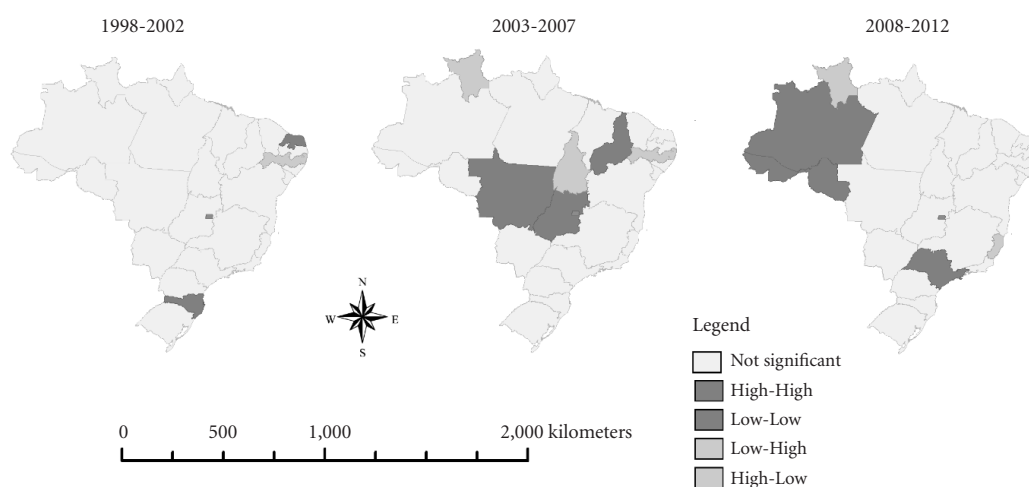 1998-2002
2003-2007
2008-2012
N
W E
S
Legend
Not significant
High-High
Low-Low
Low-High
High-Low
0 500 1,000 2,000 kilometers